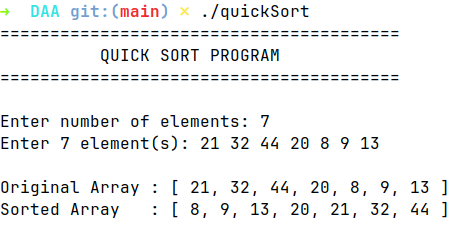 ➜ DAA git:(main) × ./quickSort
========================================
          QUICK SORT PROGRAM
========================================
Enter number of elements: 7
Enter 7 element(s): 21 32 44 20 8 9 13
Original Array : [ 21, 32, 44, 20, 8, 9, 13 ]
Sorted Array   : [ 8, 9, 13, 20, 21, 32, 44 ]